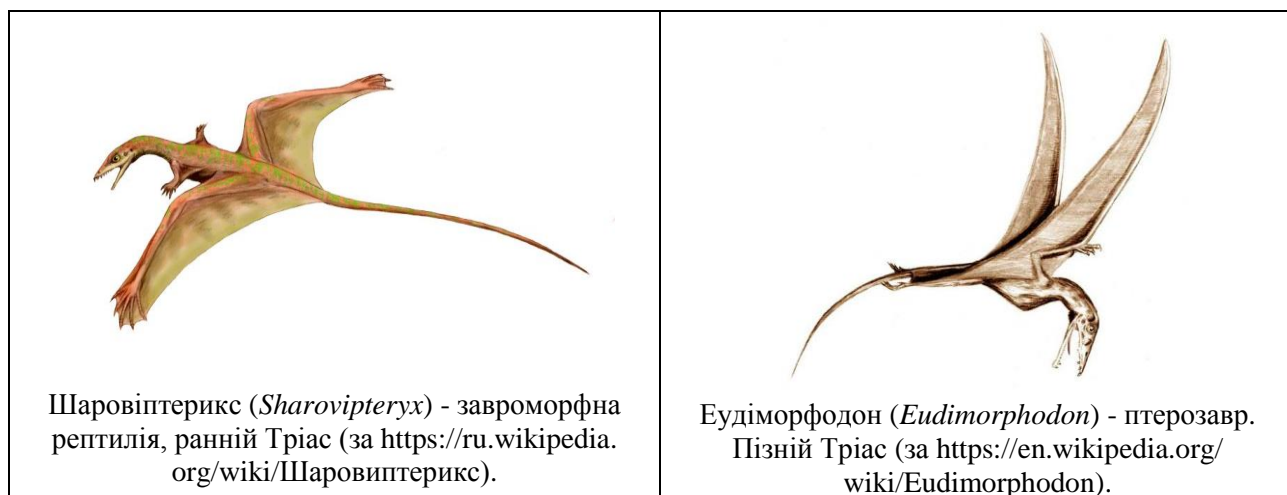 Шаровіптерикс (Sharovipteryx) - завроморфна
рептилія, ранній Тріас (за https://ru.wikipedia.
org/wiki/Шаровиптерикс).
Еудіморфодон (Eudimorphodon) - птерозавр.
Пізній Тріас (за https://en.wikipedia.org/
wiki/Eudimorphodon).